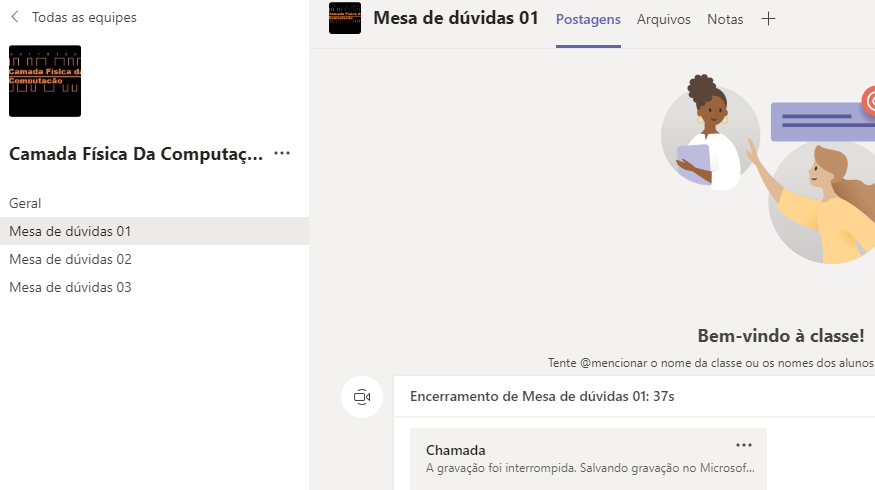 Todas as equipes
Camada Física da
Computacão
Camada Física Da Computaç...
Geral
Mesa de dúvidas 01
Mesa de dúvidas 02
Mesa de dúvidas 03
Mesa de dúvidas 01
Postagens
Arquivos
Notas
Bem-vindo à classe!
Tente @mencionar o nome da classe ou os nomes dos alunos
Encerramento de Mesa de dúvidas 01: 37s
Chamada
A gravação foi interrompida. Salvando gravação no Microsof...